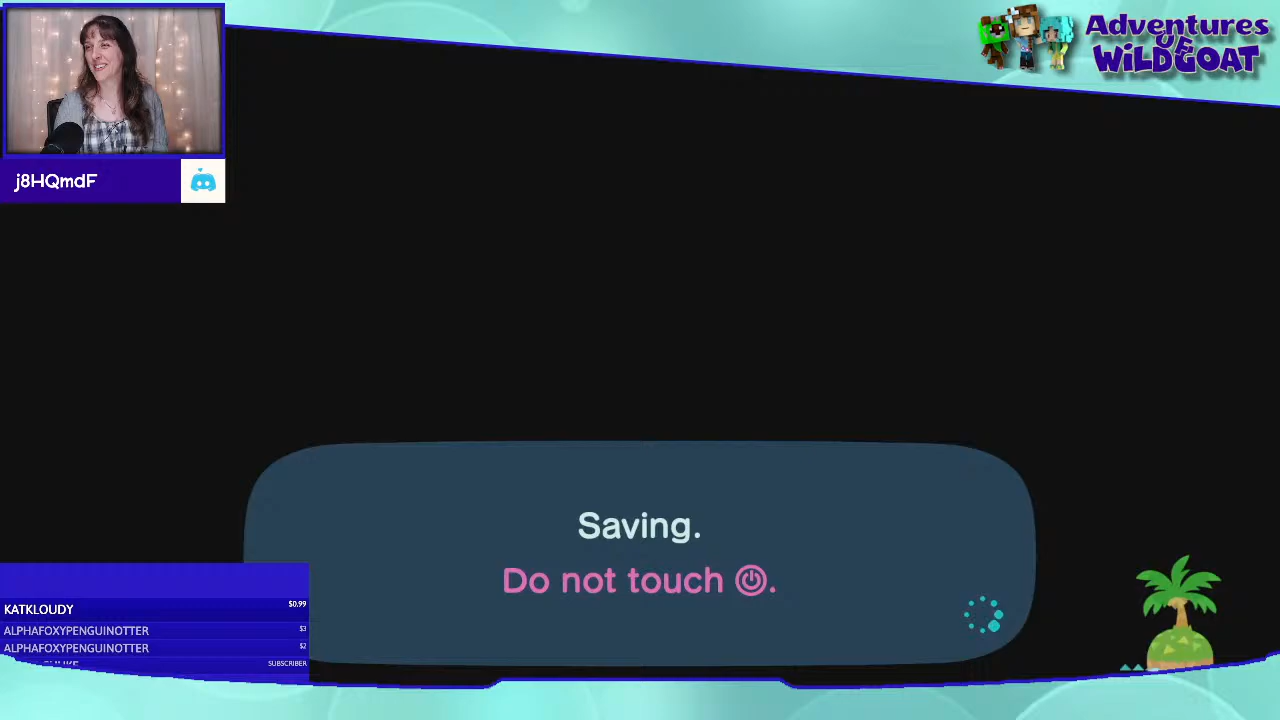 Adventures
OF
WiLDGOAT
j8HQmdF
Saving.
Do not touch
KATKLOUDY $0.99
ALPHAFOXYPENGUINOTTER $3
ALPHAFOXYPENGUINOTTER $2
SUBSCRIBER